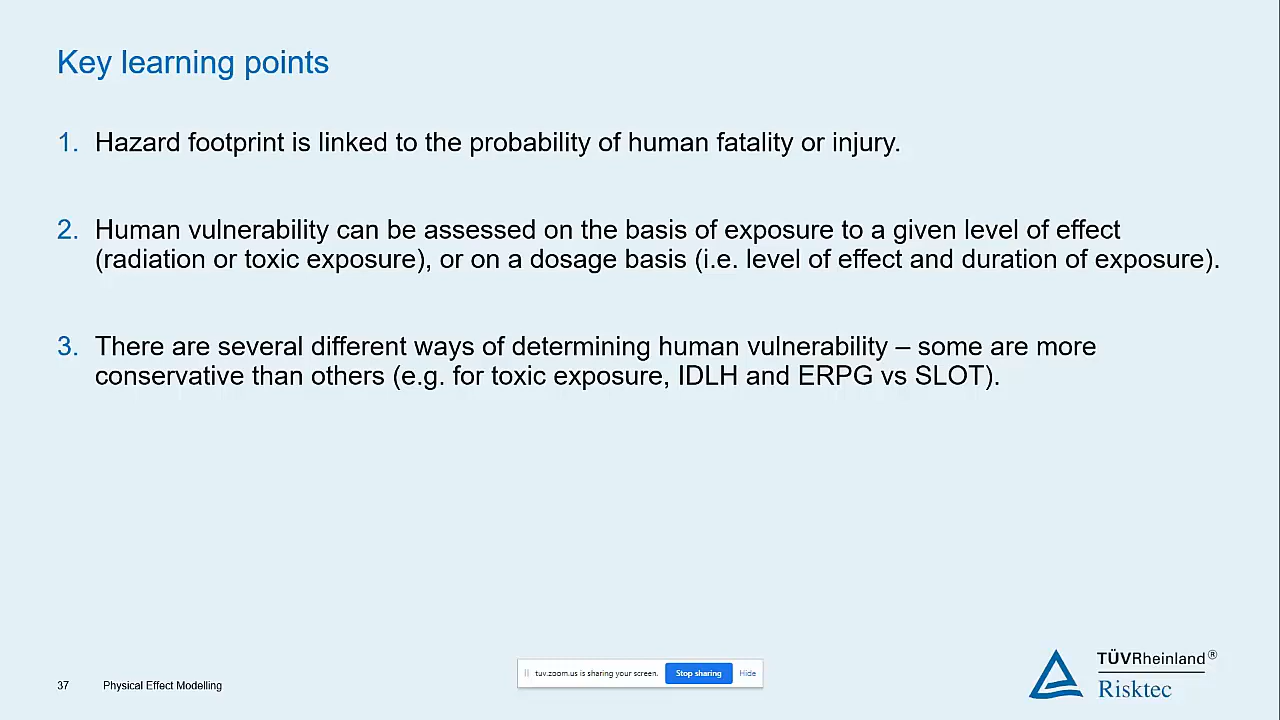 Key learning points
1. Hazard footprint is linked to the probability of human fatality or injury.
2. Human vulnerability can be assessed on the basis of exposure to a given level of effect
(radiation or toxic exposure), or on a dosage basis (i.e. level of effect and duration of exposure).
3. There are several different ways of determining human vulnerability – some are more
conservative than others (e.g. for toxic exposure, IDLH and ERPG vs SLOT).
37 Physical Effect Modelling
tuv.zoom.us is sharing your screen. Stop sharing Hide
TÜVRheinland®
Risktec